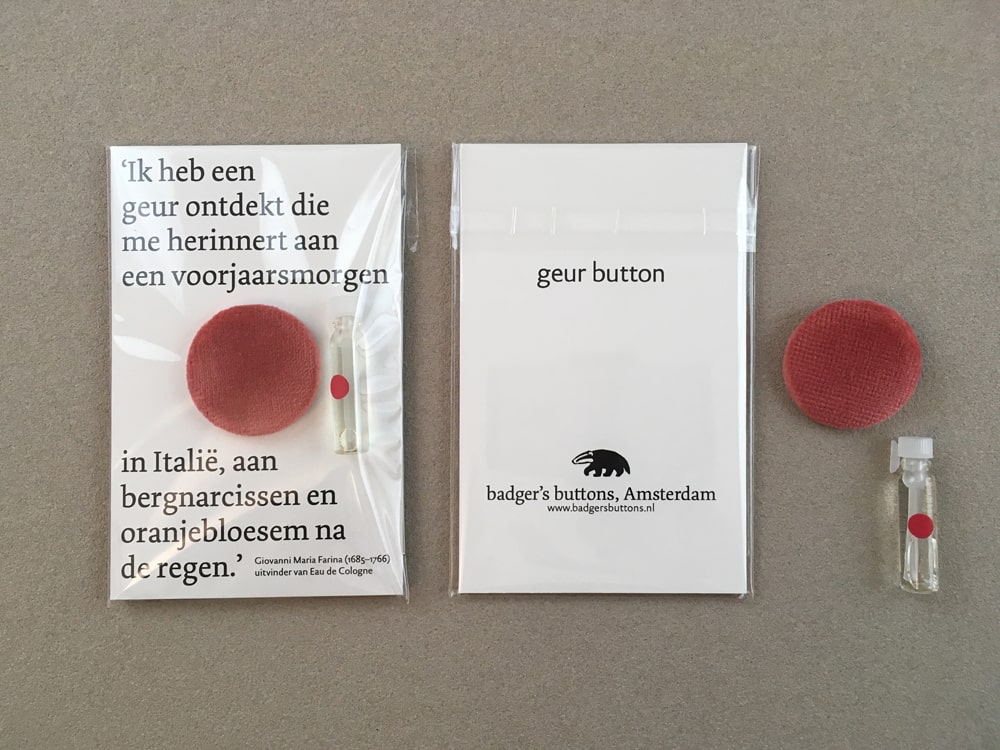 ‘Ik heb een
geur ontdekt die
me herinnert aan
een voorjaarsmorgen
in Italië, aan
bergnarcissen en
oranjebloesem na
de regen.’
Giovanni Maria Farina (1685–1766)
uitvinder van Eau de Cologne
geur button
badger's buttons, Amsterdam
www.badgersbuttons.nl